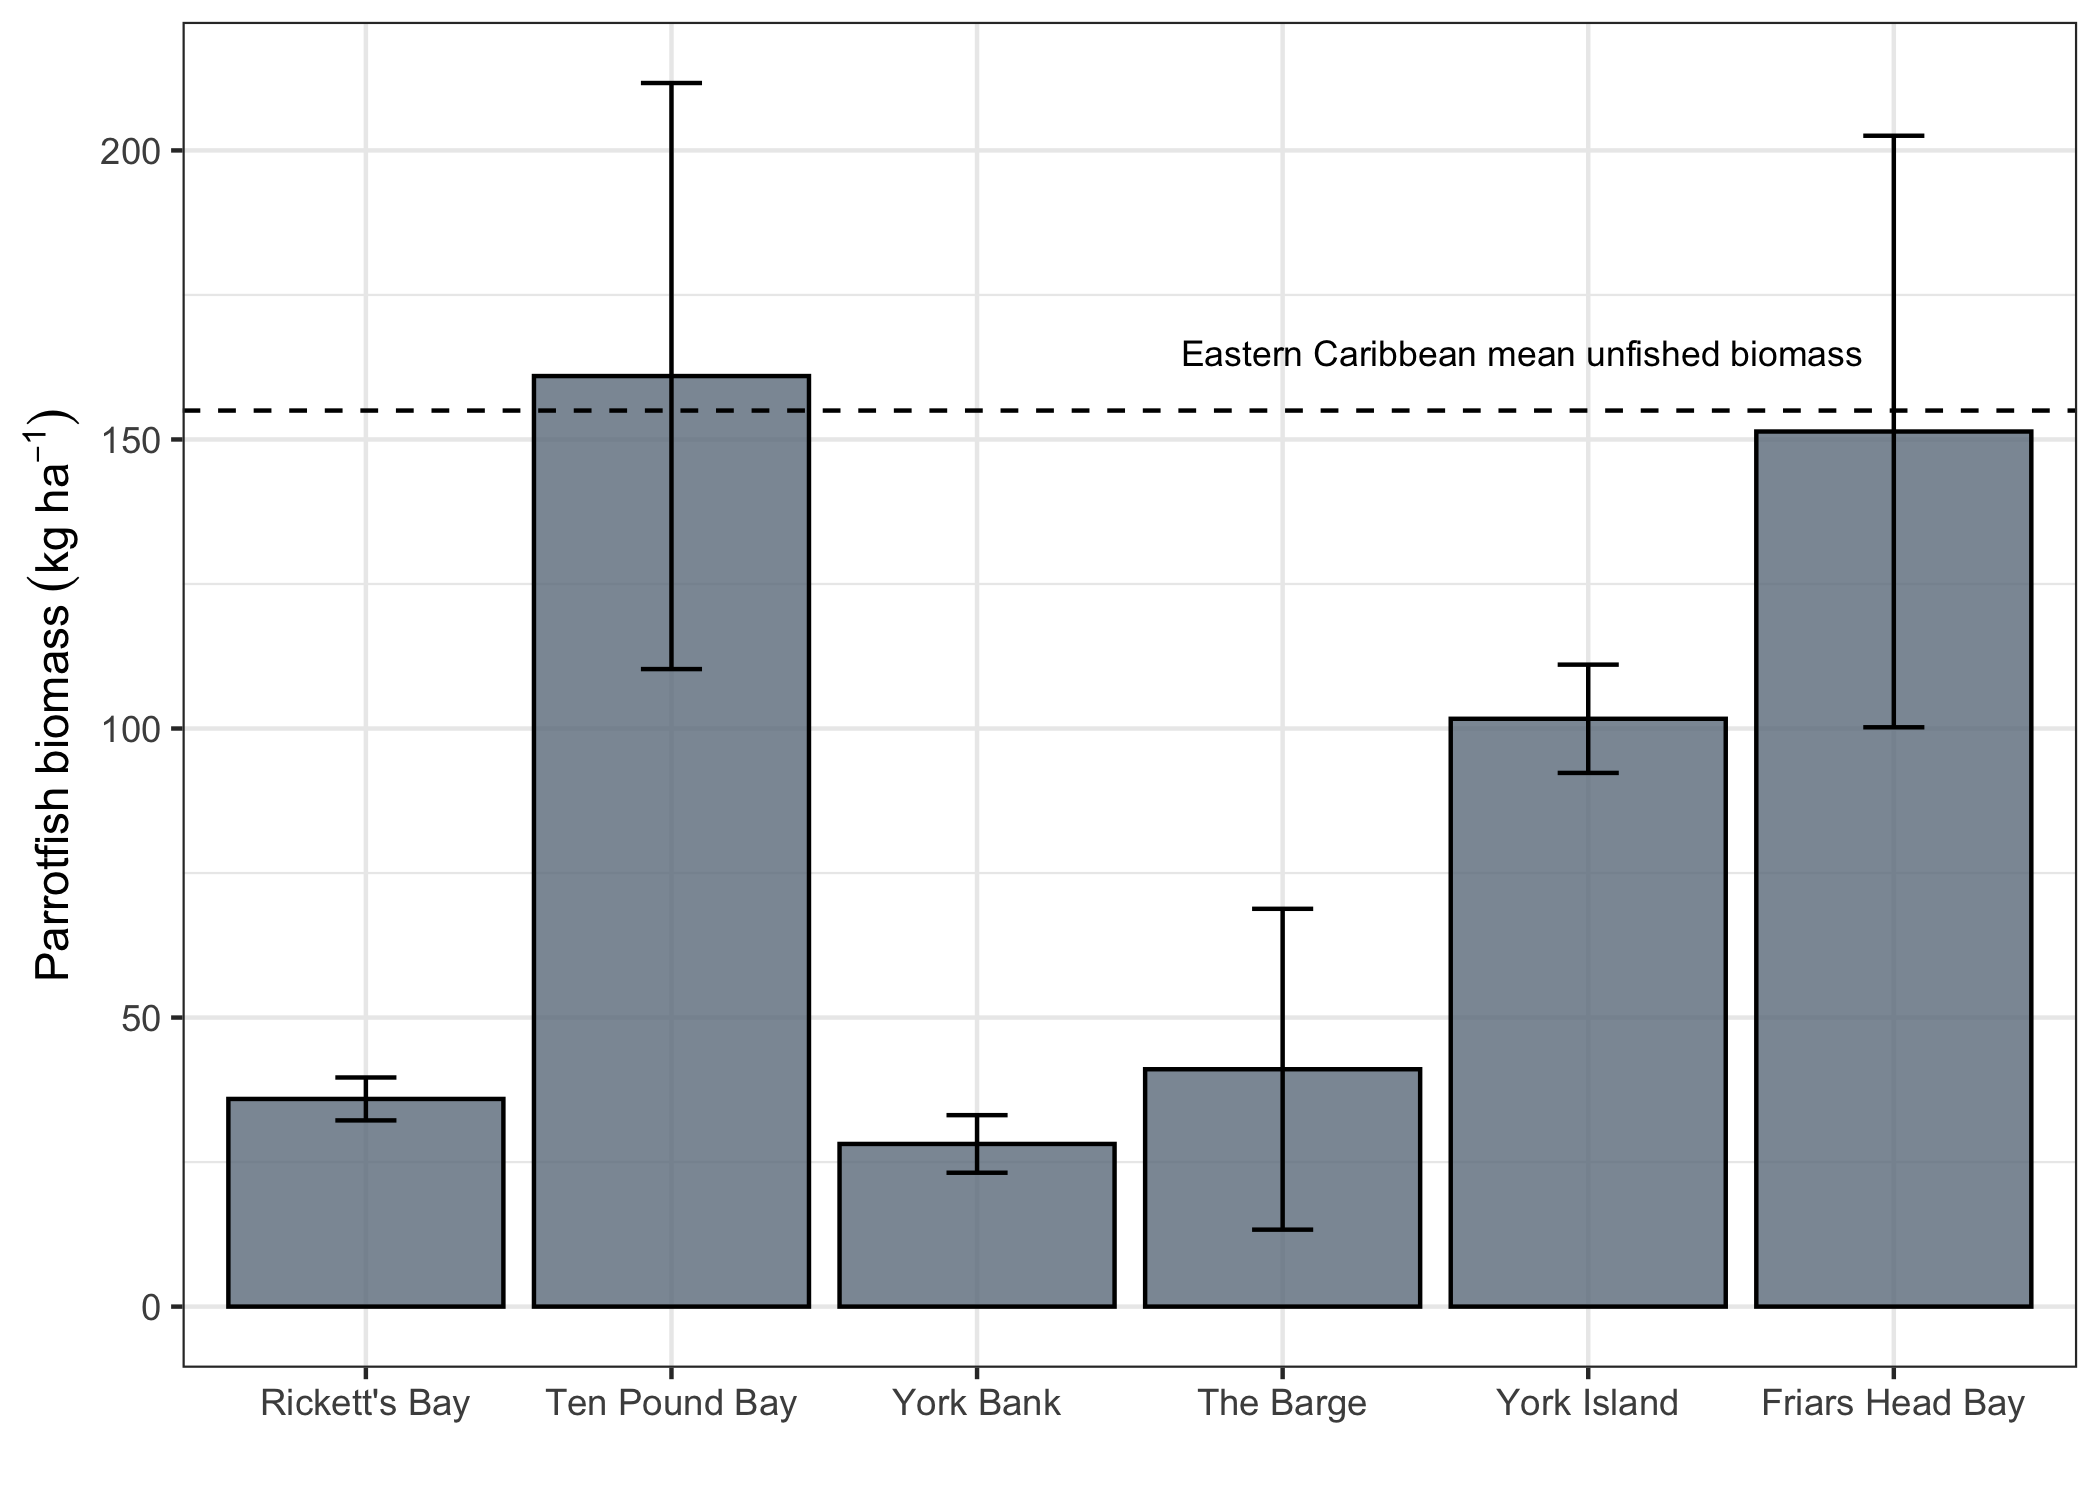 Parrotfish biomass (kg ha⁻¹)
200
150
100
50
0
Eastern Caribbean mean unfished biomass
Rickett's Bay
Ten Pound Bay
York Bank
The Barge
York Island
Friars Head Bay